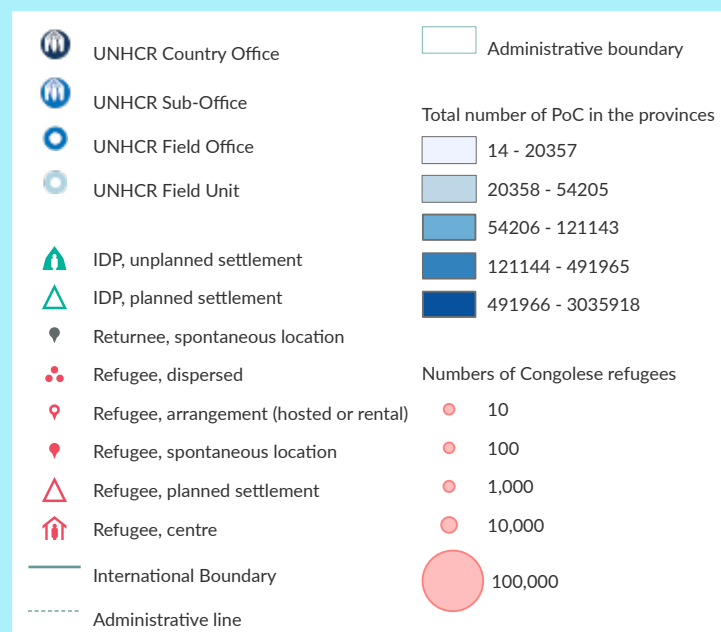 UNHCR Country Office
UNHCR Sub-Office
UNHCR Field Office
UNHCR Field Unit
IDP, unplanned settlement
IDP, planned settlement
Returnee, spontaneous location
Refugee, dispersed
Refugee, arrangement (hosted or rental)
Refugee, spontaneous location
Refugee, planned settlement
Refugee, centre
International Boundary
Administrative line
Administrative boundary
Total number of PoC in the provinces
14 - 20357
20358 - 54205
54206 - 121143
121144 - 491965
491966 - 3035918
Numbers of Congolese refugees
10
100
1,000
10,000
100,000